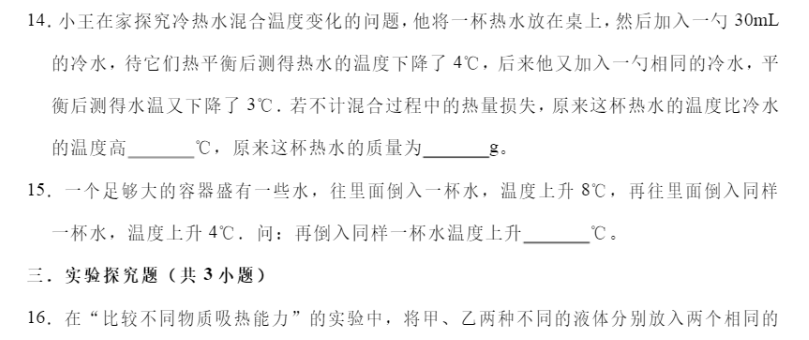 14．小王在家探究冷热水混合温度变化的问题，他将一杯热水放在桌上，然后加入一勺 30mL
的冷水，待它们热平衡后测得热水的温度下降了 4℃，后来他又加入一勺相同的冷水，平
衡后测得水温又下降了 3℃．若不计混合过程中的热量损失，原来这杯热水的温度比冷水
的温度高______℃，原来这杯热水的质量为______g。
15．一个足够大的容器盛有一些水，往里面倒入一杯水，温度上升 8℃，再往里面倒入同样
一杯水，温度上升 4℃．问：再倒入同样一杯水温度上升______℃。
三．实验探究题（共 3 小题）
16．在“比较不同物质吸热能力”的实验中，将甲、乙两种不同的液体分别放入两个相同的